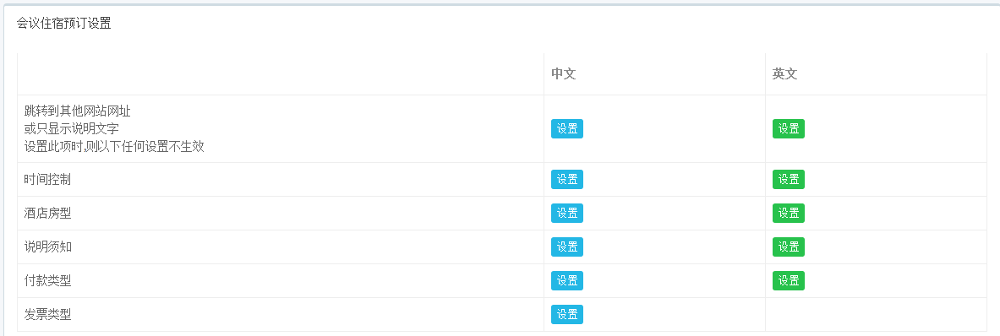 会议住宿预订设置
中文 英文
跳转到其他网站网址
或只显示说明文字
设置此项时,则以下任何设置不生效
设置 设置
时间控制 设置 设置
酒店房型 设置 设置
说明须知 设置 设置
付款类型 设置 设置
发票类型 设置